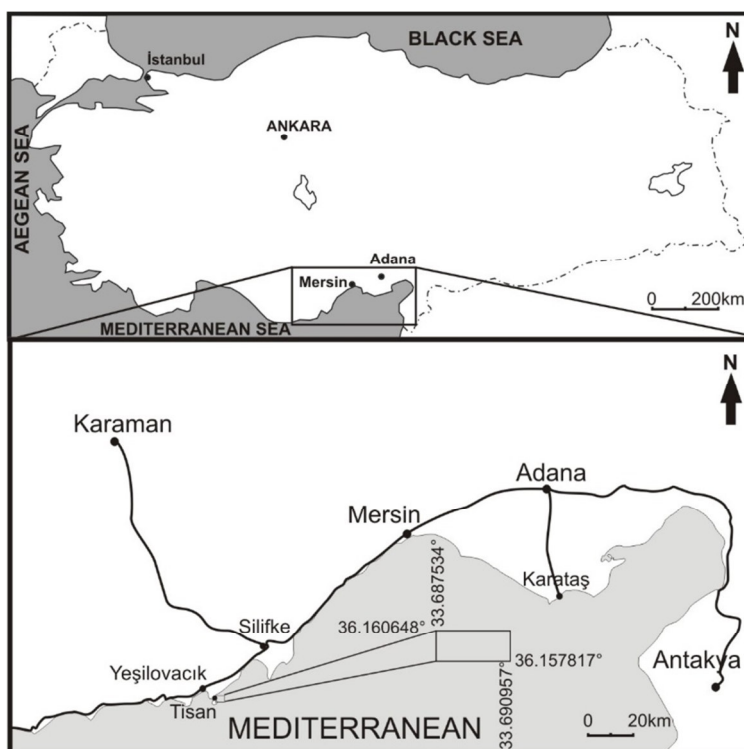 BLACK SEA
N
İstanbul
ANKARA
AEGEAN SEA
Adana
Mersin
0 200km
MEDITERRANEAN SEA
N
Karaman
Adana
Mersin
33.687534°
Karataş
Silifke
36.160648°
36.157817°
Yeşilovacık
Antakya
33.690957°
Tisan
MEDITERRANEAN
0 20km